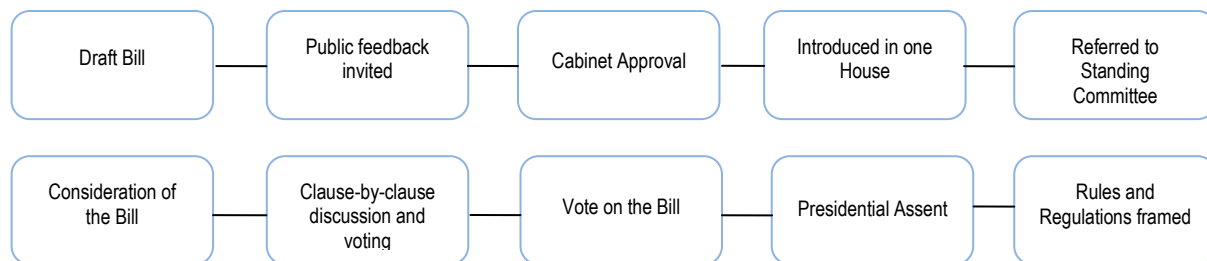 Draft Bill
Public feedback
invited
Cabinet Approval
Introduced in one
House
Referred to
Standing
Committee
Consideration of
the Bill
Clause-by-clause
discussion and
voting
Vote on the Bill
Presidential Assent
Rules and
Regulations framed